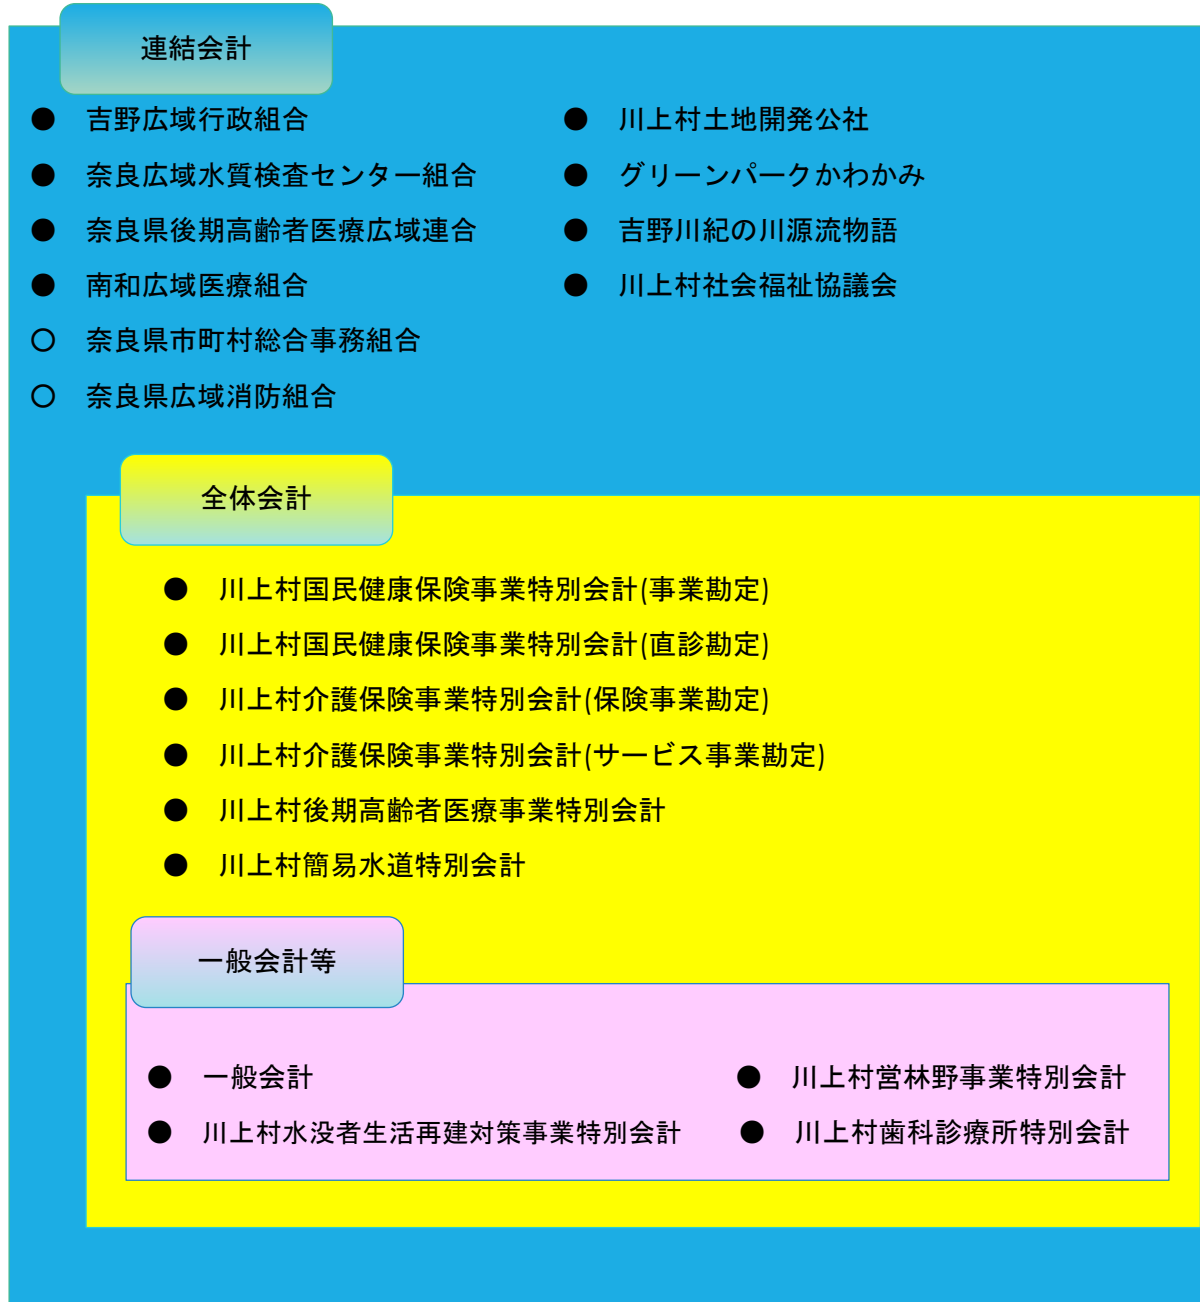 連結会計
● 吉野広域行政組合
● 奈良広域水質検査センター組合
● 奈良県後期高齢者医療広域連合
● 南和広域医療組合
○ 奈良県市町村総合事務組合
○ 奈良県広域消防組合
● 川上村土地開発公社
● グリーンパークかわかみ
● 吉野川紀の川源流物語
● 川上村社会福祉協議会
全体会計
● 川上村国民健康保険事業特別会計(事業勘定)
● 川上村国民健康保険事業特別会計(直診勘定)
● 川上村介護保険事業特別会計(保険事業勘定)
● 川上村介護保険事業特別会計(サービス事業勘定)
● 川上村後期高齢者医療事業特別会計
● 川上村簡易水道特別会計
一般会計等
● 一般会計
● 川上村水没者生活再建対策事業特別会計
● 川上村営林野事業特別会計
● 川上村歯科診療所特別会計